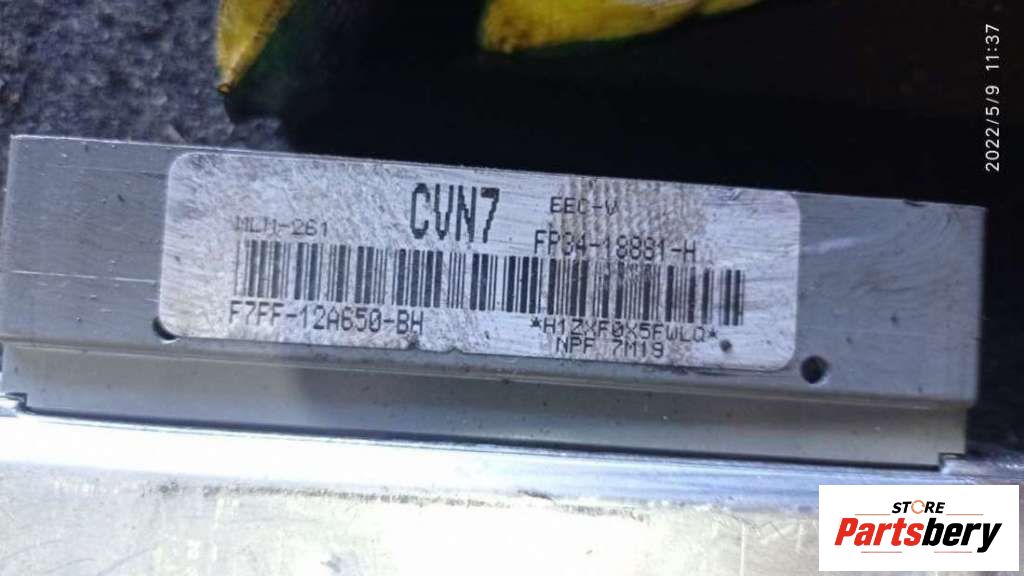 2022/5/9 11:37
CVN7
EEC-V
MLM-261
FP34-18881-H
F7FF-12A650-BH
*H1ZXF0X5FWLQ*
NPF 7M19
STORE
Partsbery